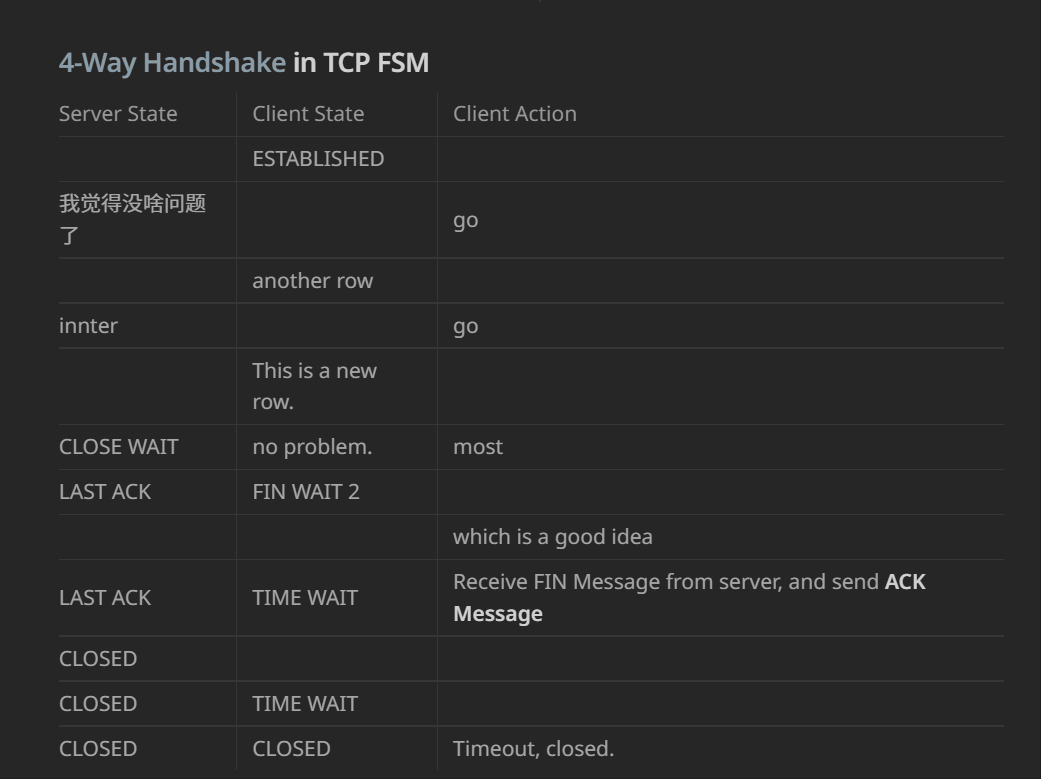 4-Way Handshake in TCP FSM
Server State Client State Client Action
ESTABLISHED
我觉得没啥问题
了
go
another row
innter go
This is a new
row.
CLOSE WAIT no problem. most
LAST ACK FIN WAIT 2
which is a good idea
LAST ACK TIME WAIT Receive FIN Message from server, and send ACK
Message
CLOSED
CLOSED TIME WAIT
CLOSED CLOSED Timeout, closed.